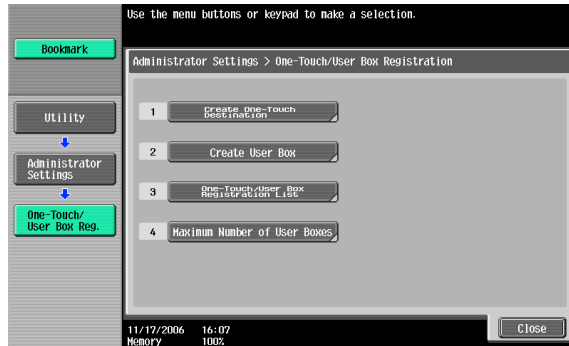 Use the menu buttons or keypad to make a selection.
Bookmark
Administrator Settings > One-Touch/User Box Registration
Utility
Administrator
Settings
One-Touch/
User Box Reg.
1
Create One-Touch
Destination
2
Create User Box
3
One-Touch/User Box
Registration List
4
Maximum Number of User Boxes
11/17/2006 16:07
Memory 100%
Close